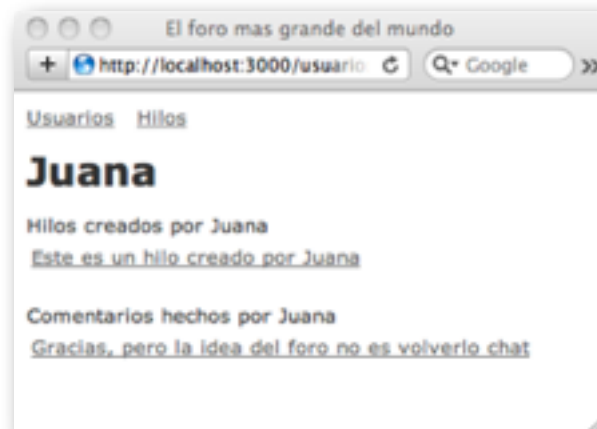 El foro mas grande del mundo
+ http://localhost:3000/usuario Google »
Usuarios Hilos
Juana
Hilos creados por Juana
Este es un hilo creado por Juana
Comentarios hechos por Juana
Gracias, pero la idea del foro no es volverlo chat